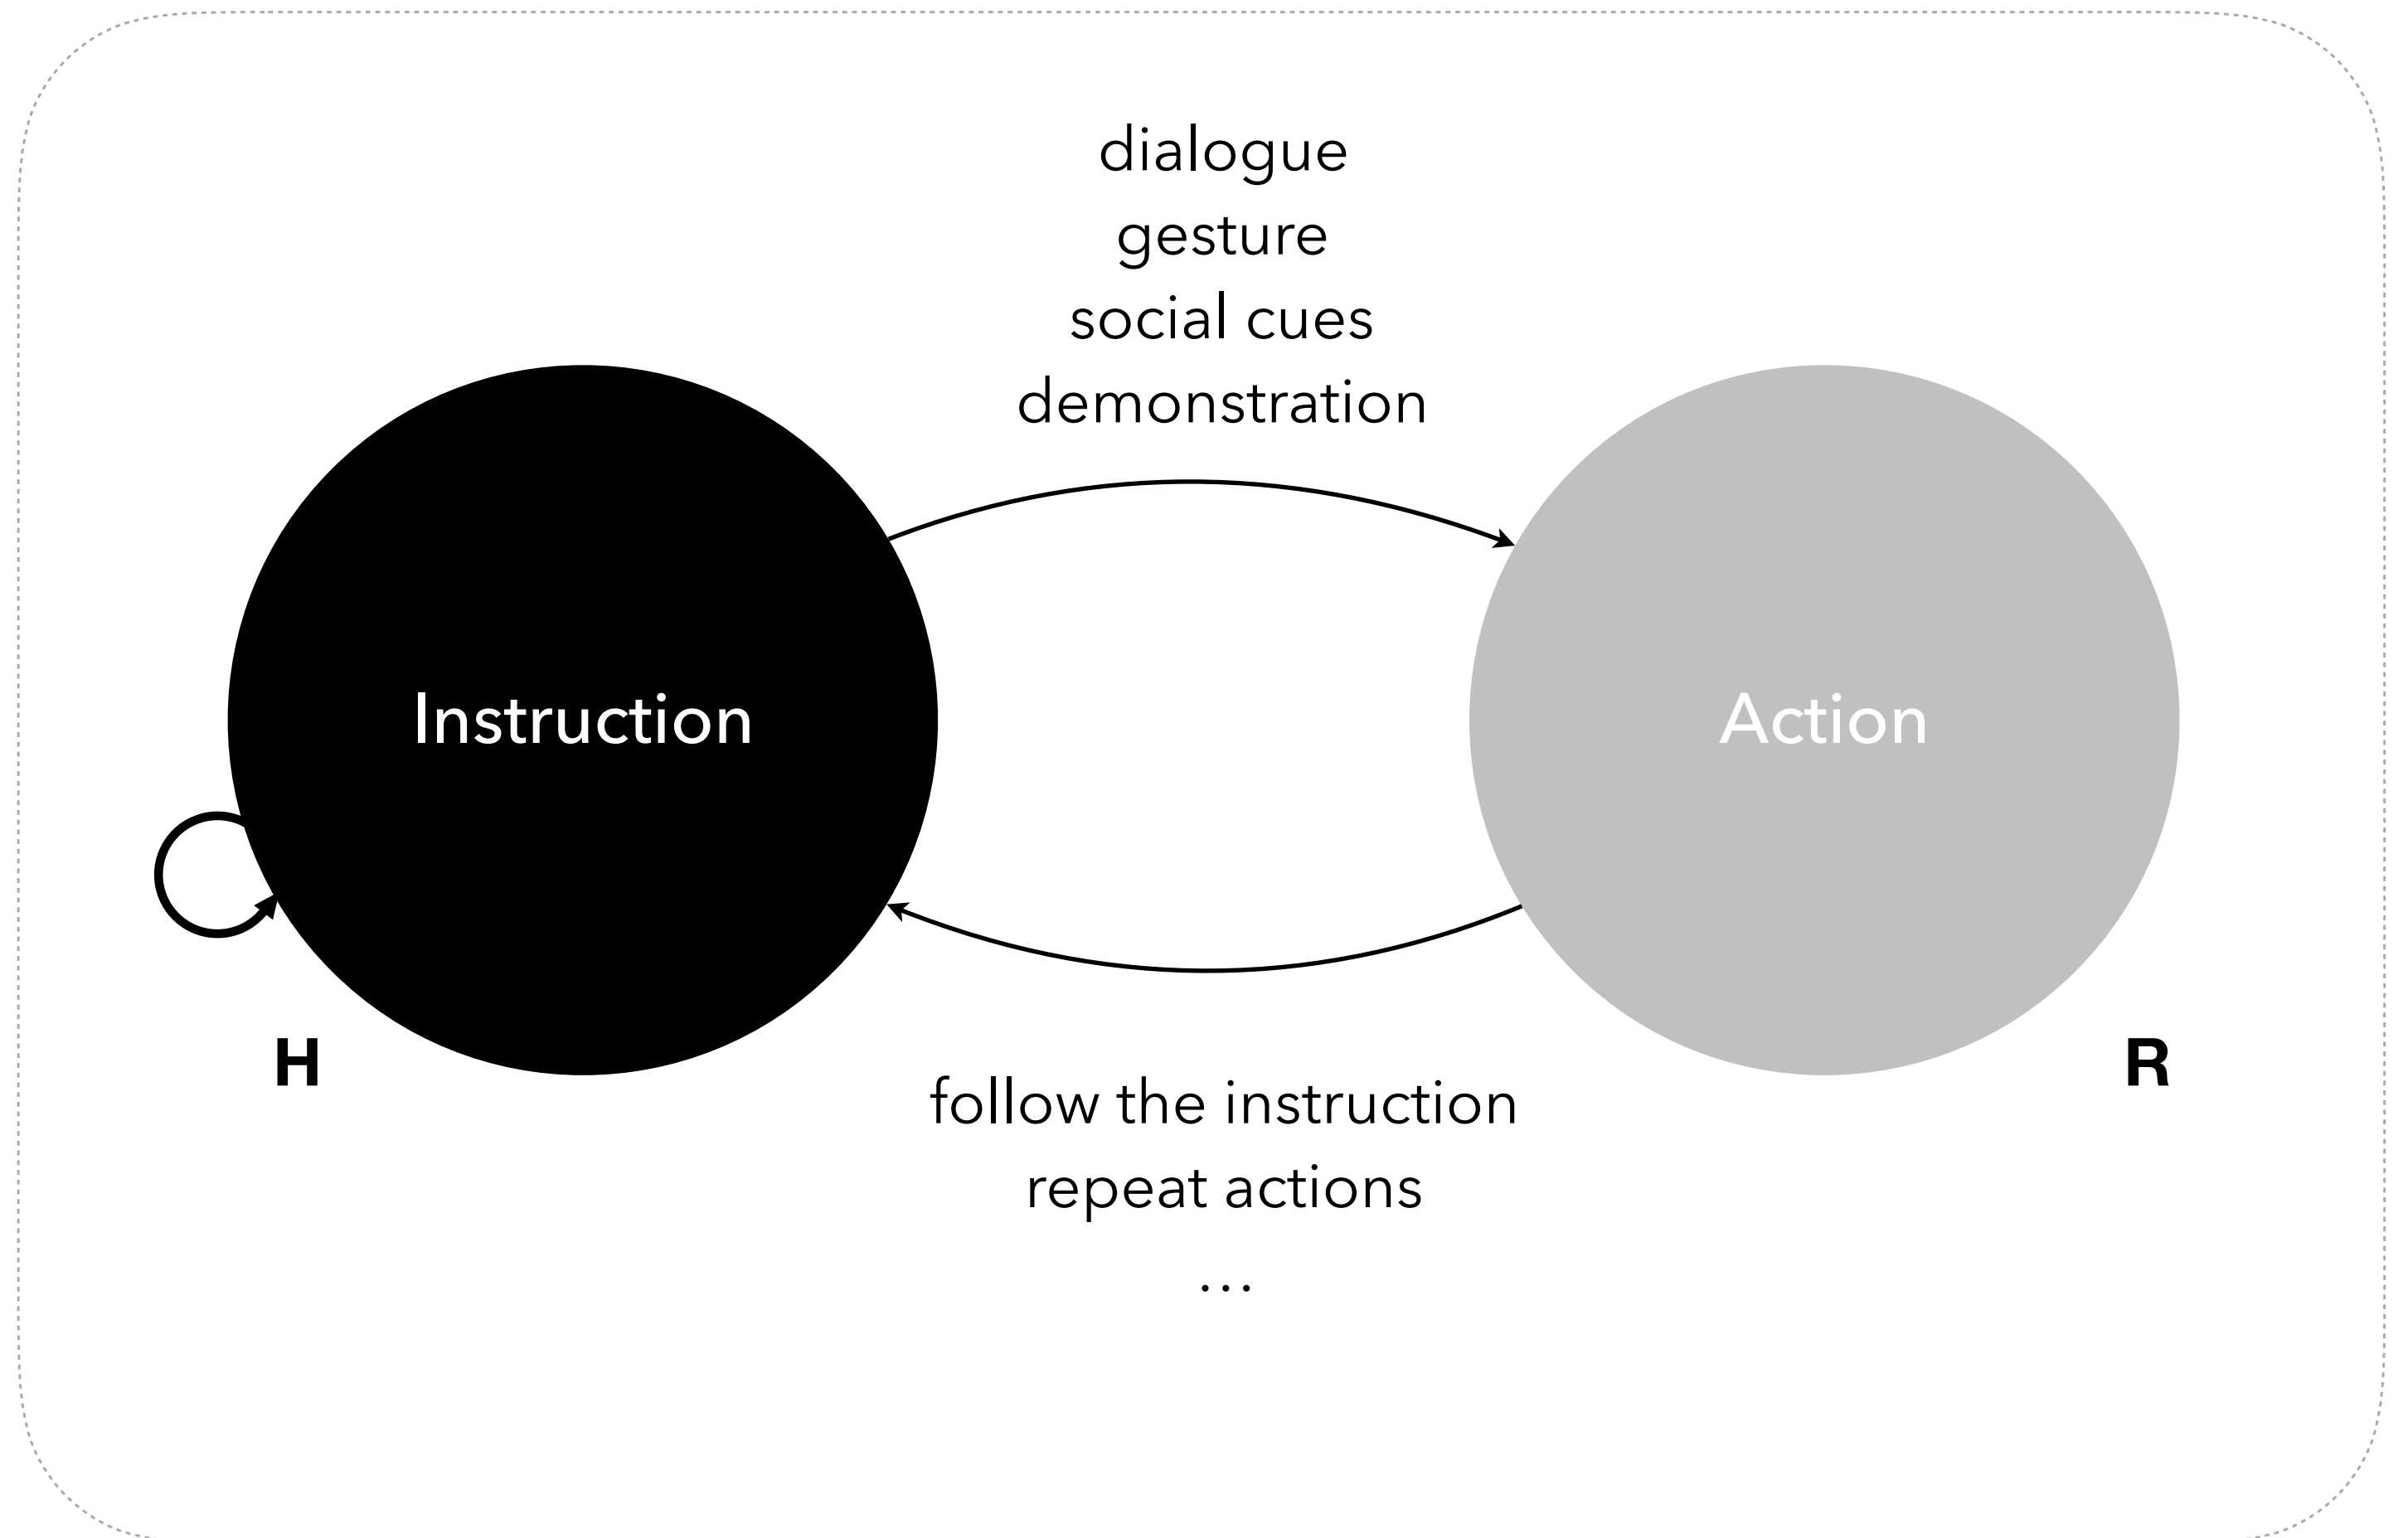 dialogue
gesture
social cues
demonstration
Instruction
Action
H
R
follow the instruction
repeat actions
...